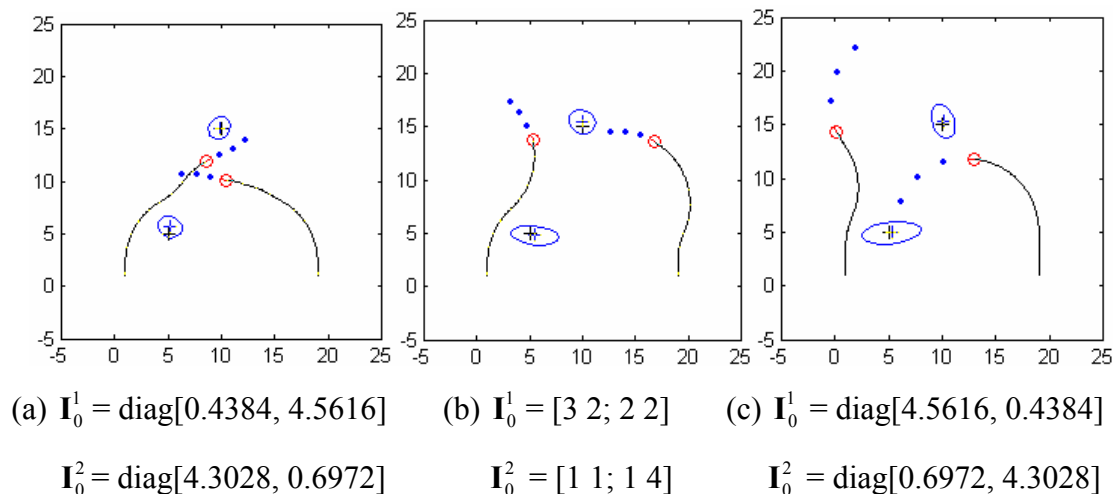 25 25 25
20 20 20
15 15 15
10 10 10
5 5 5
0 0 0
-5 -5 -5
-5 0 5 10 15 20 25 -5 0 5 10 15 20 25 -5 0 5 10 15 20 25
(a) I₀¹ = diag[0.4384, 4.5616] (b) I₀¹ = [3 2; 2 2] (c) I₀¹ = diag[4.5616, 0.4384]
I₀² = diag[4.3028, 0.6972] I₀² = [1 1; 1 4] I₀² = diag[0.6972, 4.3028]